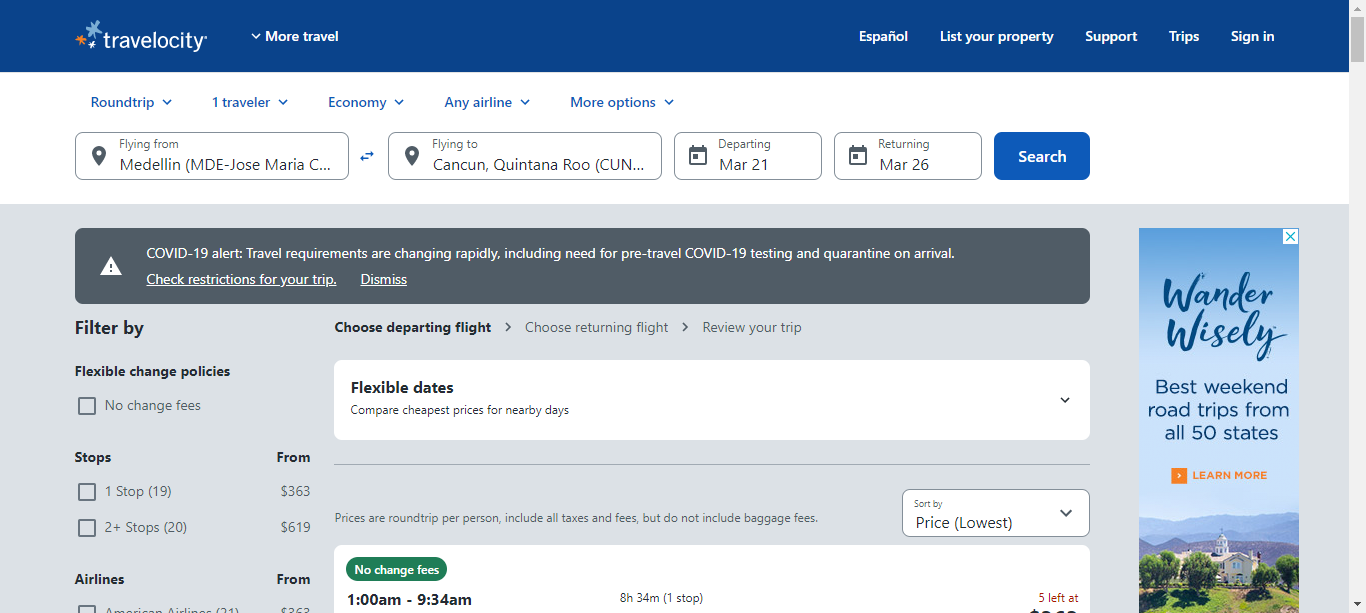 travelocity
More travel
Español
List your property
Support
Trips
Sign in
Roundtrip
1 traveler
Economy
Any airline
More options
Flying from
Medellin (MDE-Jose Maria C...
Flying to
Cancun, Quintana Roo (CUN...
Departing
Mar 21
Returning
Mar 26
Search
COVID-19 alert: Travel requirements are changing rapidly, including need for pre-travel COVID-19 testing and quarantine on arrival.
Check restrictions for your trip. Dismiss
Filter by
Flexible change policies
No change fees
Stops From
1 Stop (19) $363
2+ Stops (20) $619
Airlines From
American Airlines (21) $363
Choose departing flight
Choose returning flight
Review your trip
Flexible dates
Compare cheapest prices for nearby days
Prices are roundtrip per person, include all taxes and fees, but do not include baggage fees.
Sort by
Price (Lowest)
No change fees
1:00am - 9:34am
8h 34m (1 stop)
5 left at
Wander
Wisely
Best weekend
road trips from
all 50 states
LEARN MORE